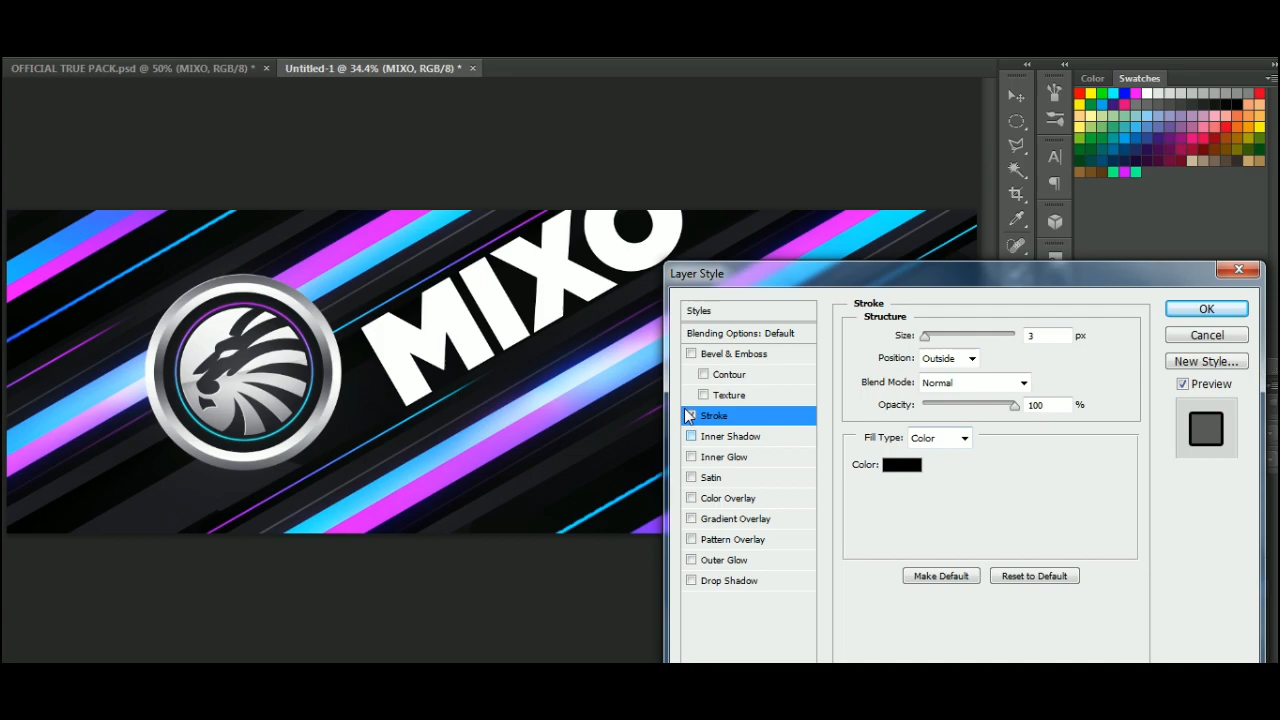 OFFICIAL TRUE PACK.psd @ 50% (MIXO, RGB/8) * ×
Untitled-1 @ 34.4% (MIXO, RGB/8) * ×
Color Swatches
MIXO
Layer Style
Styles
Blending Options: Default
Bevel & Emboss
Contour
Texture
Stroke
Inner Shadow
Inner Glow
Satin
Color Overlay
Gradient Overlay
Pattern Overlay
Outer Glow
Drop Shadow
Stroke
Structure
Size: 3 px
Position: Outside
Blend Mode: Normal
Opacity: 100 %
Fill Type: Color
Color:
Make Default Reset to Default
OK
Cancel
New Style...
Preview